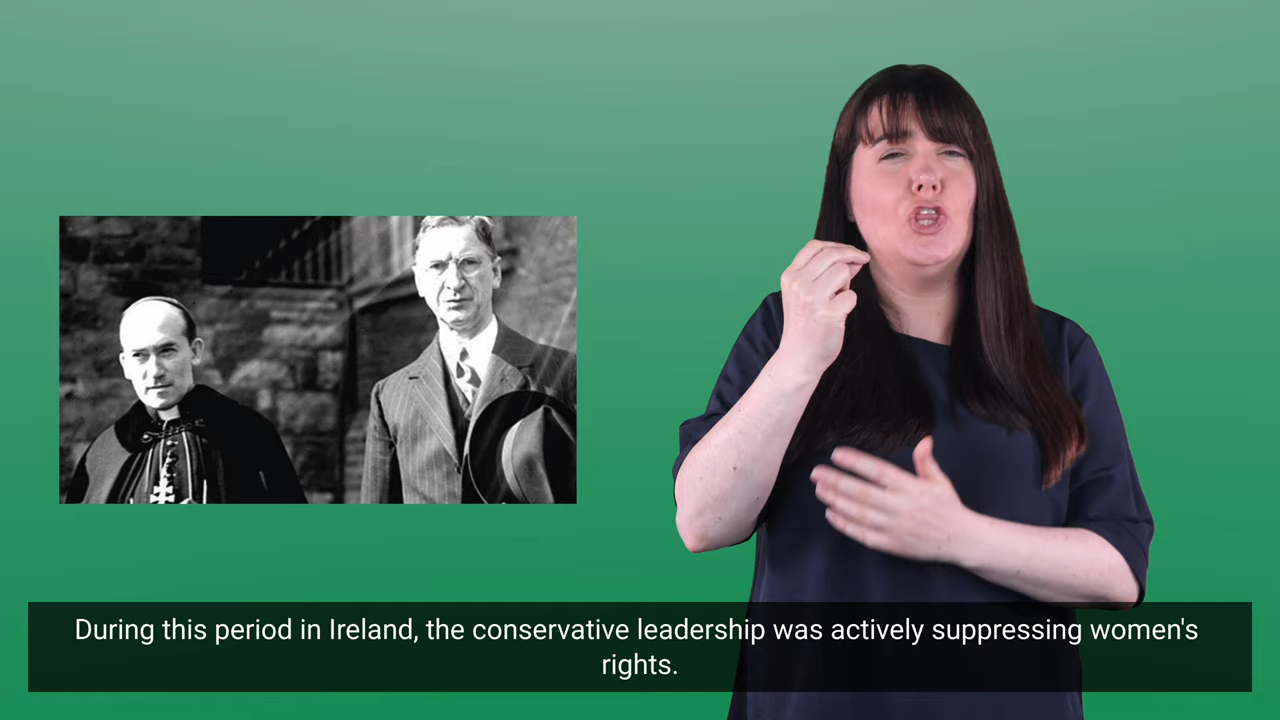 During this period in Ireland, the conservative leadership was actively suppressing women's
rights.